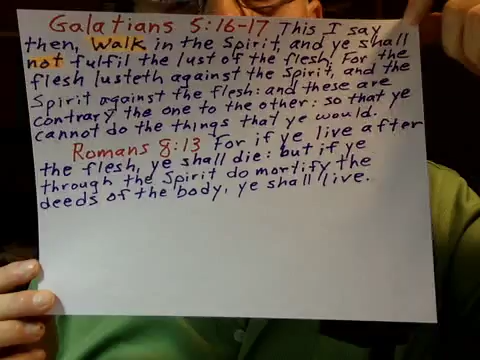 Galatians 5:16-17 This I say
then, Walk in the Spirit, and ye shall
not fulfil the lust of the flesh. For the
flesh lusteth against the Spirit, and the
Spirit against the flesh: and these are
contrary the one to the other: so that ye
cannot do the things that ye would.
Romans 8:13 For if ye live after
the flesh, ye shall die: but if ye
through the Spirit do mortify the
deeds of the body, ye shall live.